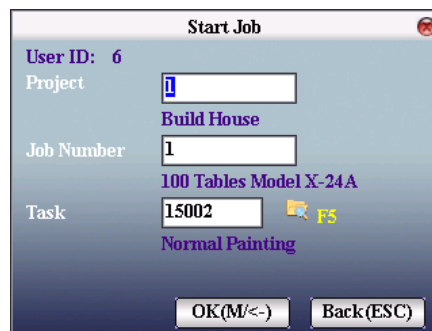 Start Job
User ID: 6
Project 1
Build House
Job Number 1
100 Tables Model X-24A
Task 15002 F5
Normal Painting
OK(M/<-) Back(ESC)